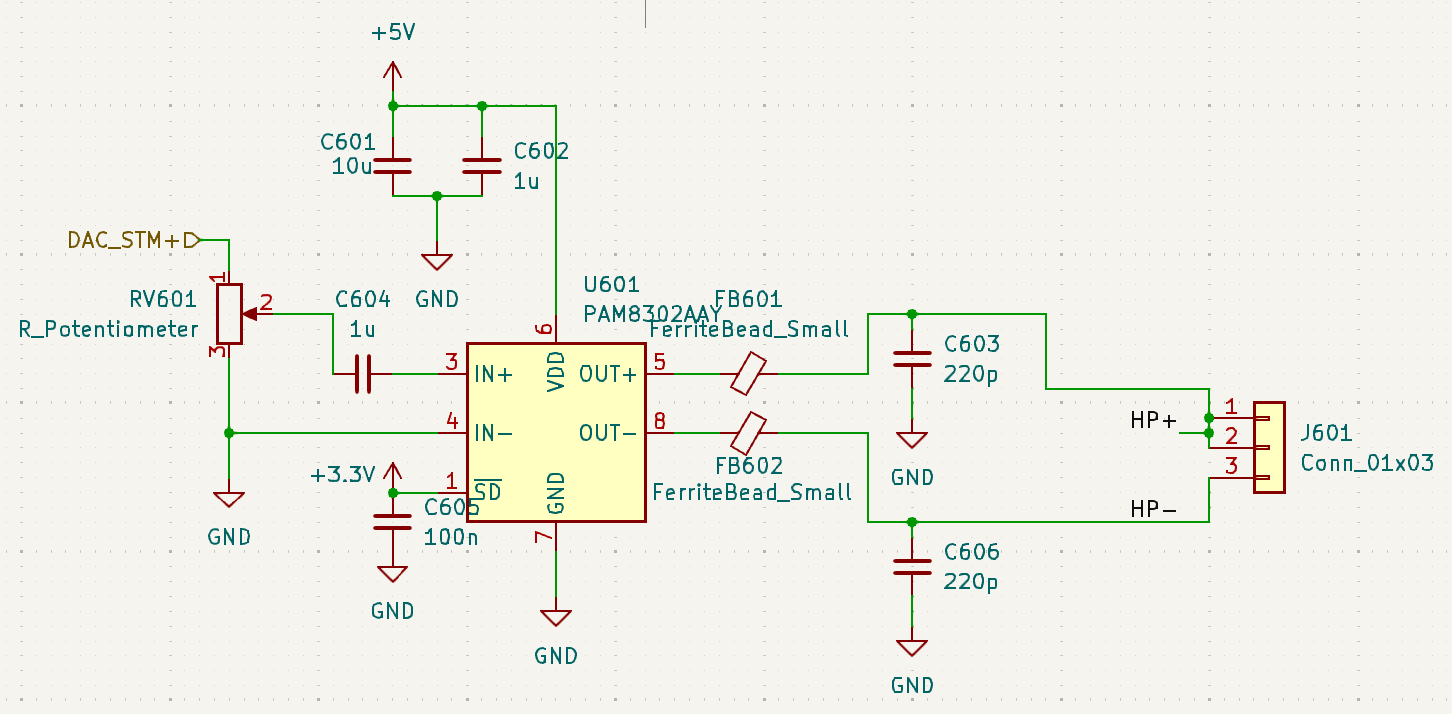 +5V
C601
10u
C602
1u
DAC_STM+
GND
1
RV601
R_Potentiometer
2
3
C604
1u
U601
PAM8302AAY
6
FB601
FerriteBead_Small
3
IN+
VDD
OUT+
5
C603
220p
4
IN-
OUT-
8
GND
HP+
1
2
3
J601
Conn_01x03
+3.3V
1
SD
GND
FB602
FerriteBead_Small
C605
100n
7
HP-
GND
GND
GND
C606
220p
GND